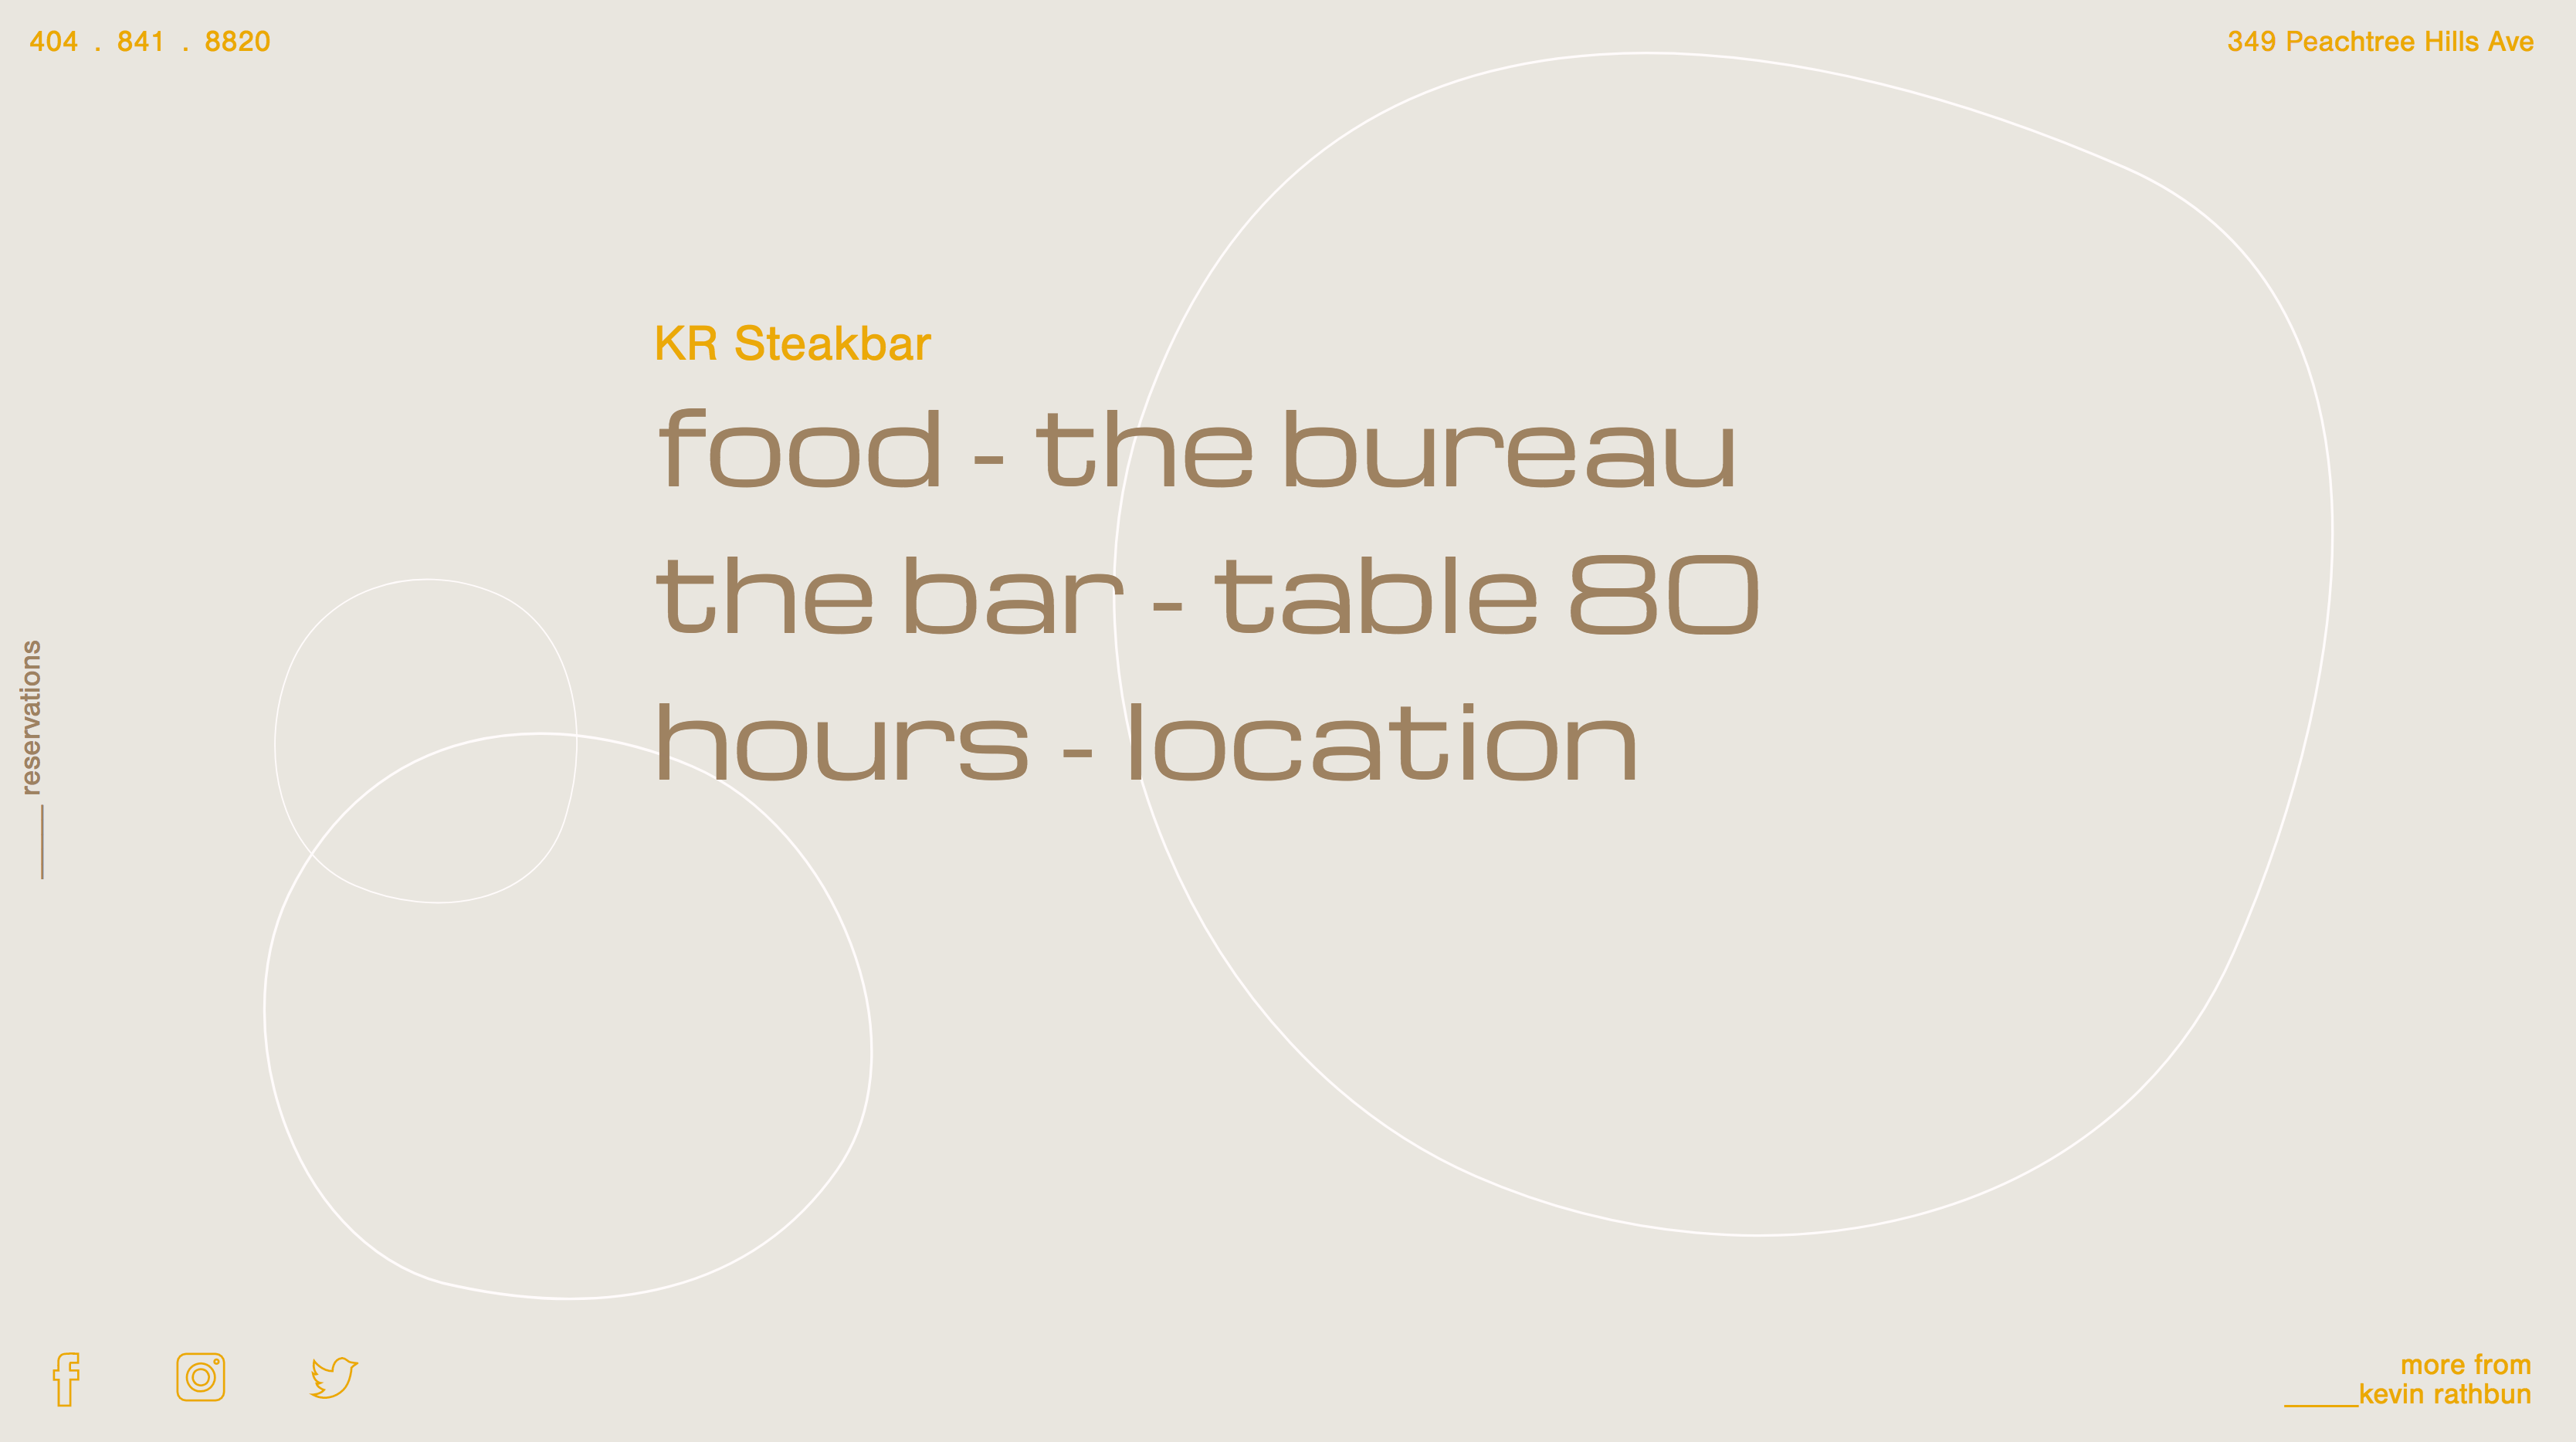 404 . 841 . 8820
349 Peachtree Hills Ave
KR Steakbar
food - the bureau
the bar - table 80
hours - location
reservations
more from
kevin rathbun